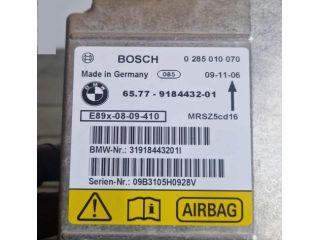 BOSCH 0 285 010 070
Made in Germany 085 09-11-06
BMW 65.77 - 9184432-01
E89x-08-09-410 MRSZ5cd16
BMW-Nr.: 31918443201I
Serien-Nr.: 09B3105H0928V
AIRBAG